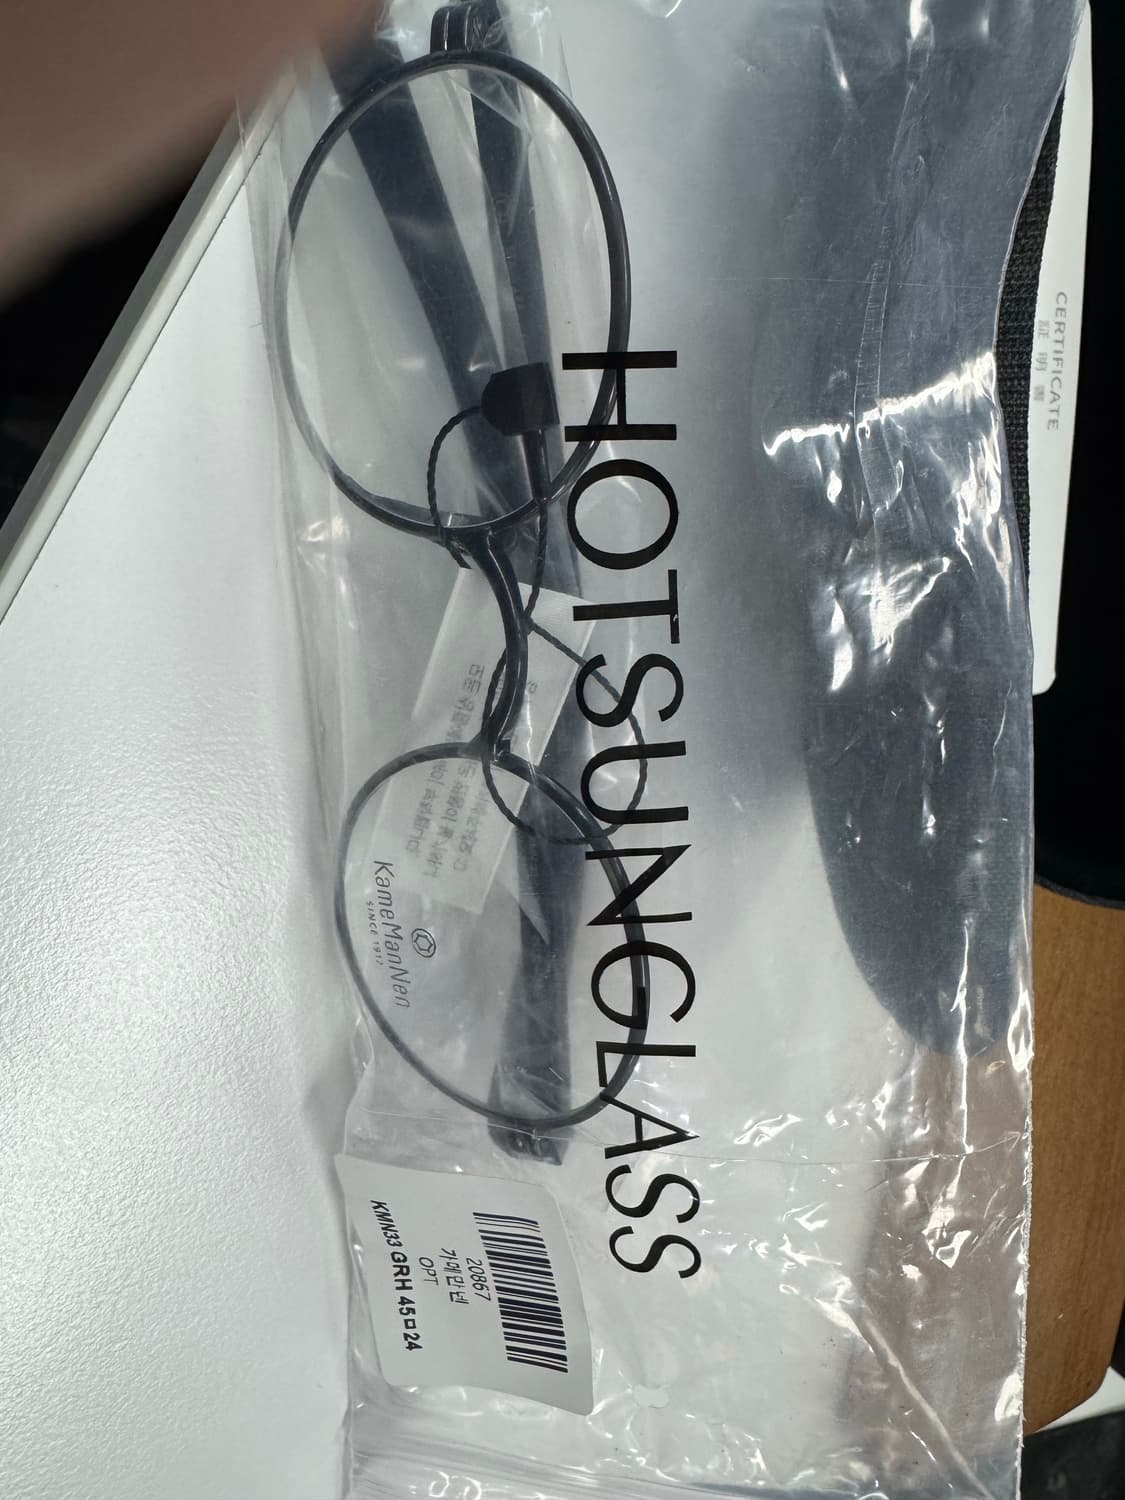 HOTSUNGLASS
CERTIFICATE
証明書
KameManNen
SINCE 1917
20867
가메만넨
OPT
KMN33 GRH 45□24